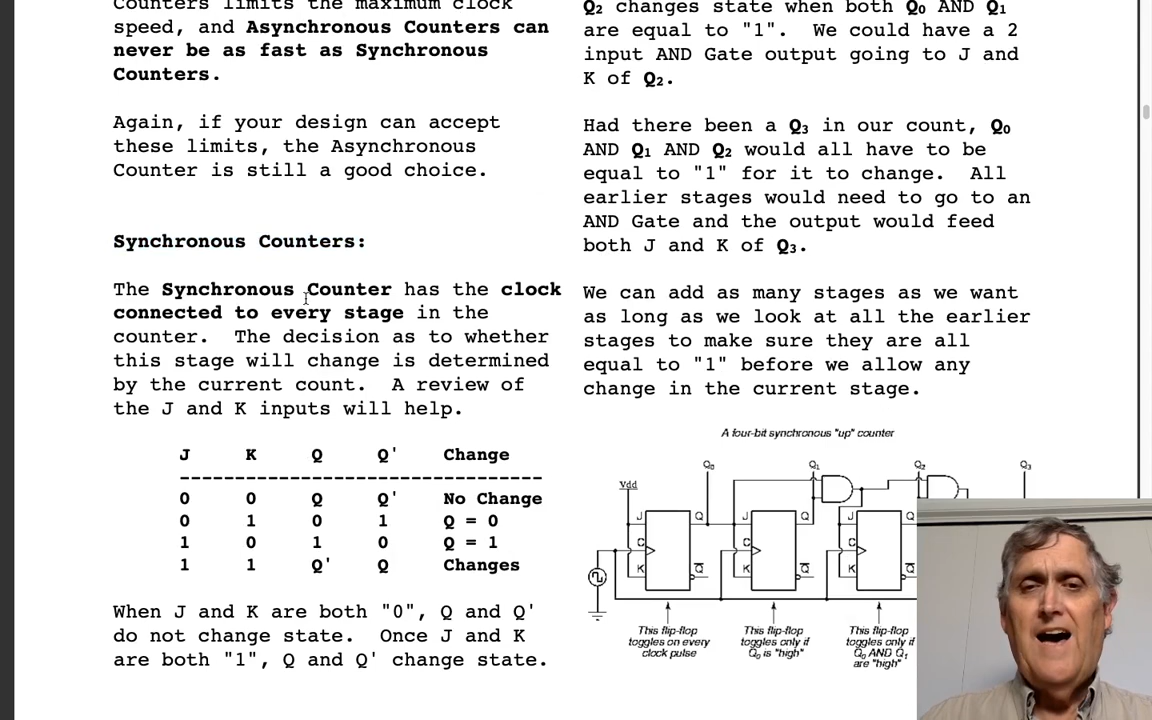 Counters limits the maximum clock
speed, and Asynchronous Counters can
never be as fast as Synchronous
Counters.
Again, if your design can accept
these limits, the Asynchronous
Counter is still a good choice.
Synchronous Counters:
The Synchronous Counter has the clock
connected to every stage in the
counter. The decision as to whether
this stage will change is determined
by the current count. A review of
the J and K inputs will help.
J K Q Q' Change
-----------------------------------
0 0 Q Q' No Change
0 1 0 1 Q = 0
1 0 1 0 Q = 1
1 1 Q' Q Changes
When J and K are both "0", Q and Q'
do not change state. Once J and K
are both "1", Q and Q' change state.
Q₂ changes state when both Q₀ AND Q₁
are equal to "1". We could have a 2
input AND Gate output going to J and
K of Q₂.
Had there been a Q₃ in our count, Q₀
AND Q₁ AND Q₂ would all have to be
equal to "1" for it to change. All
earlier stages would need to go to an
AND Gate and the output would feed
both J and K of Q₃.
We can add as many stages as we want
as long as we look at all the earlier
stages to make sure they are all
equal to "1" before we allow any
change in the current stage.
A four-bit synchronous "up" counter
Q₀ Q₁ Q₂ Q₃
Vdd
J Q J Q J Q
C C C
K Q̅ K Q̅ K Q̅
This flip-flop
toggles on every
clock pulse
This flip-flop
toggles only if
Q₀ is "high"
This flip-flop
toggles only if
Q₀ AND Q₁
are "high"